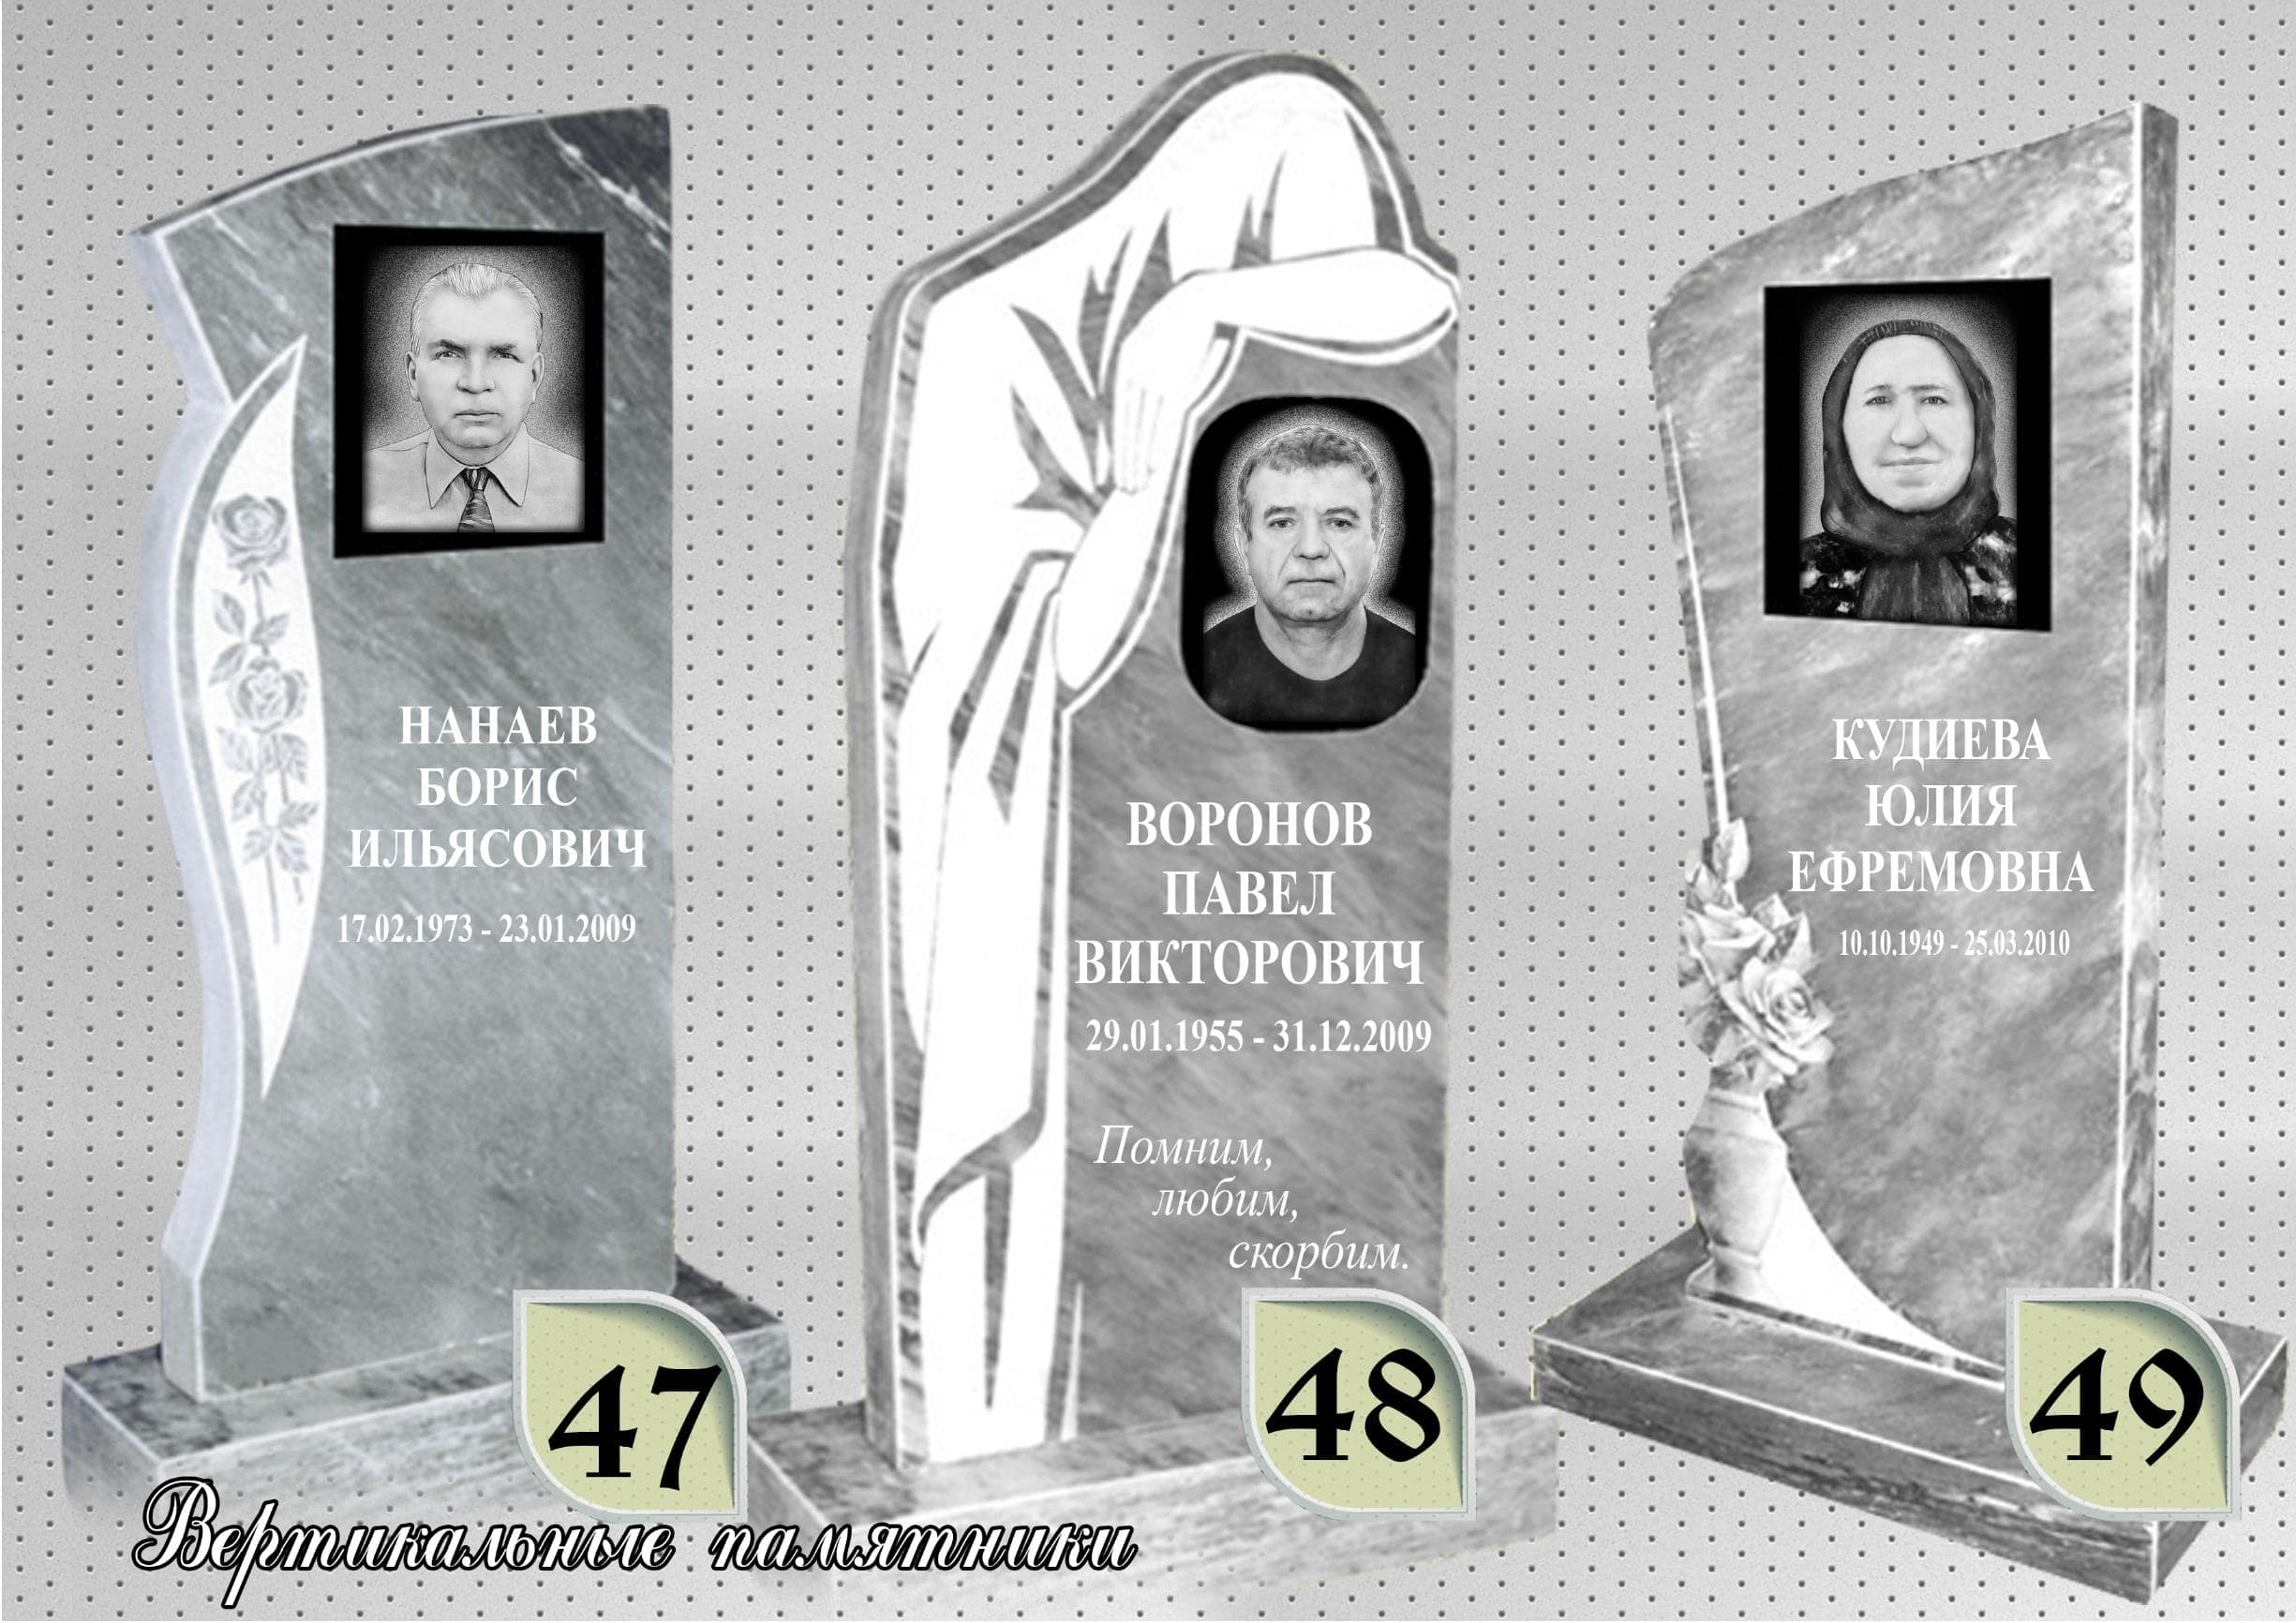 НАНАЕВ
БОРИС
ИЛЬЯСОВИЧ
17.02.1973 - 23.01.2009
47
ВОРОНОВ
ПАВЕЛ
ВИКТОРОВИЧ
29.01.1955 - 31.12.2009
Помним,
любим,
скорбим.
48
КУДИЕВА
ЮЛИЯ
ЕФРЕМОВНА
10.10.1949 - 25.03.2010
49
Вертикальные памятники